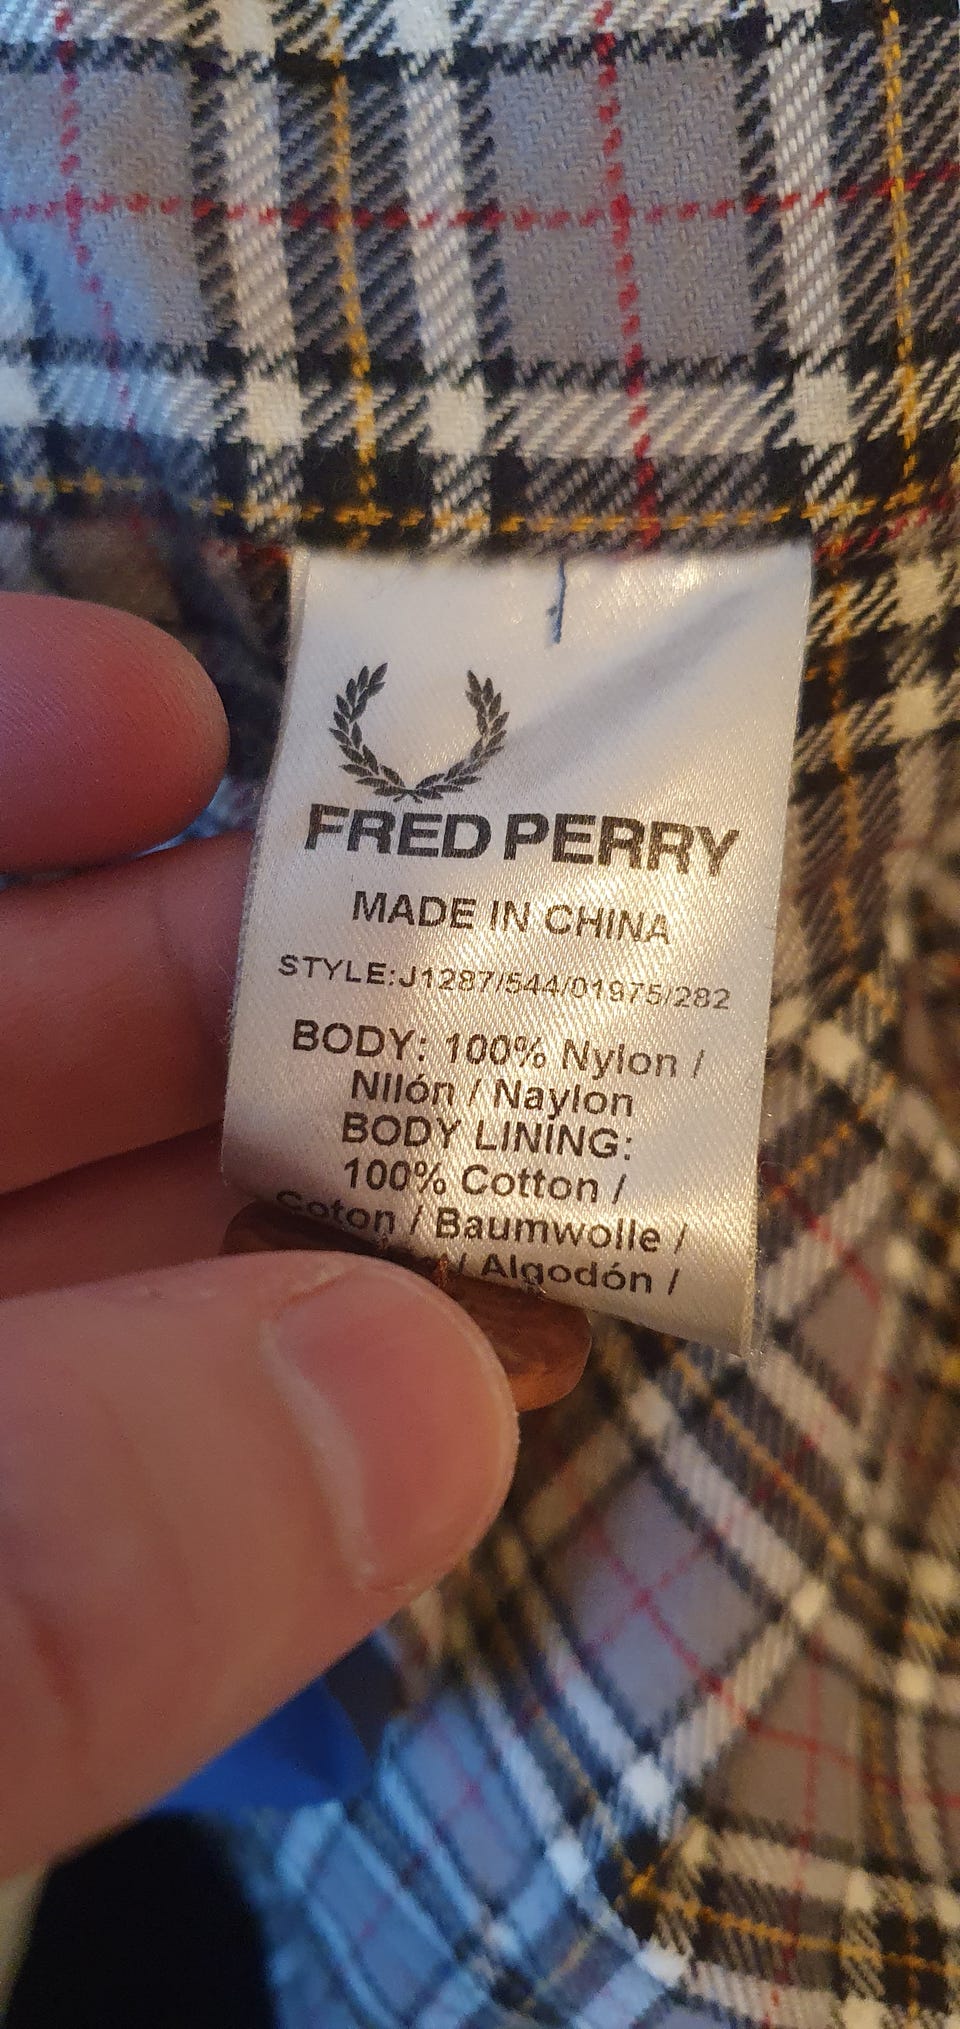 FRED PERRY
MADE IN CHINA
STYLE:J1287/544/01975/282
BODY: 100% Nylon /
Nilón / Naylon
BODY LINING:
100% Cotton /
Coton / Baumwolle /
/ Algodón /